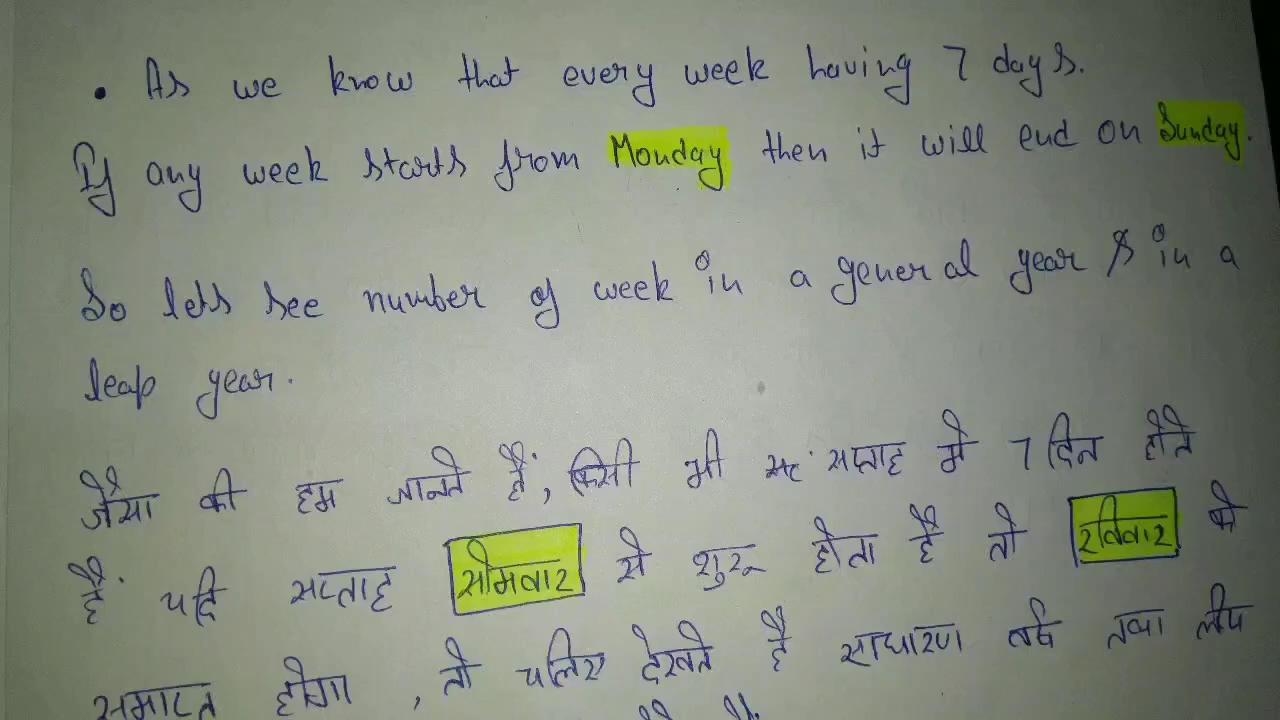 • As we know that every week having 7 days.
If any week starts from Monday then it will end on Sunday.
So lets see number of week in a general year & in a
leap year.
जैसा की हम जानते हैं, किसी भी सप्ताह मे 7 दिन होते
हैं यदि सप्ताह सोमवार से शुरू होता है तो रविवार को
समाप्त होगा, तो चलिए देखते है साधारण वर्ष तथा लीप